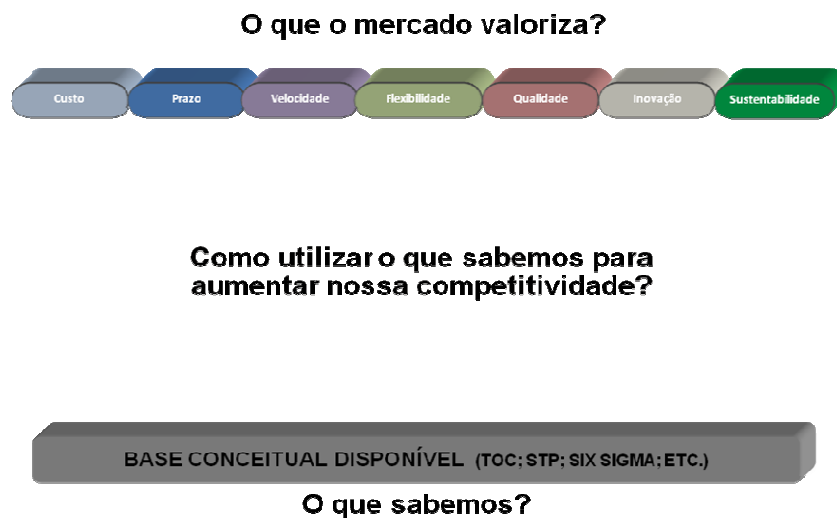 O que o mercado valoriza?
Custo Prazo Velocidade Flexibilidade Qualidade Inovação Sustentabilidade
Como utilizar o que sabemos para
aumentar nossa competitividade?
BASE CONCEITUAL DISPONÍVEL (TOC; STP; SIX SIGMA; ETC.)
O que sabemos?